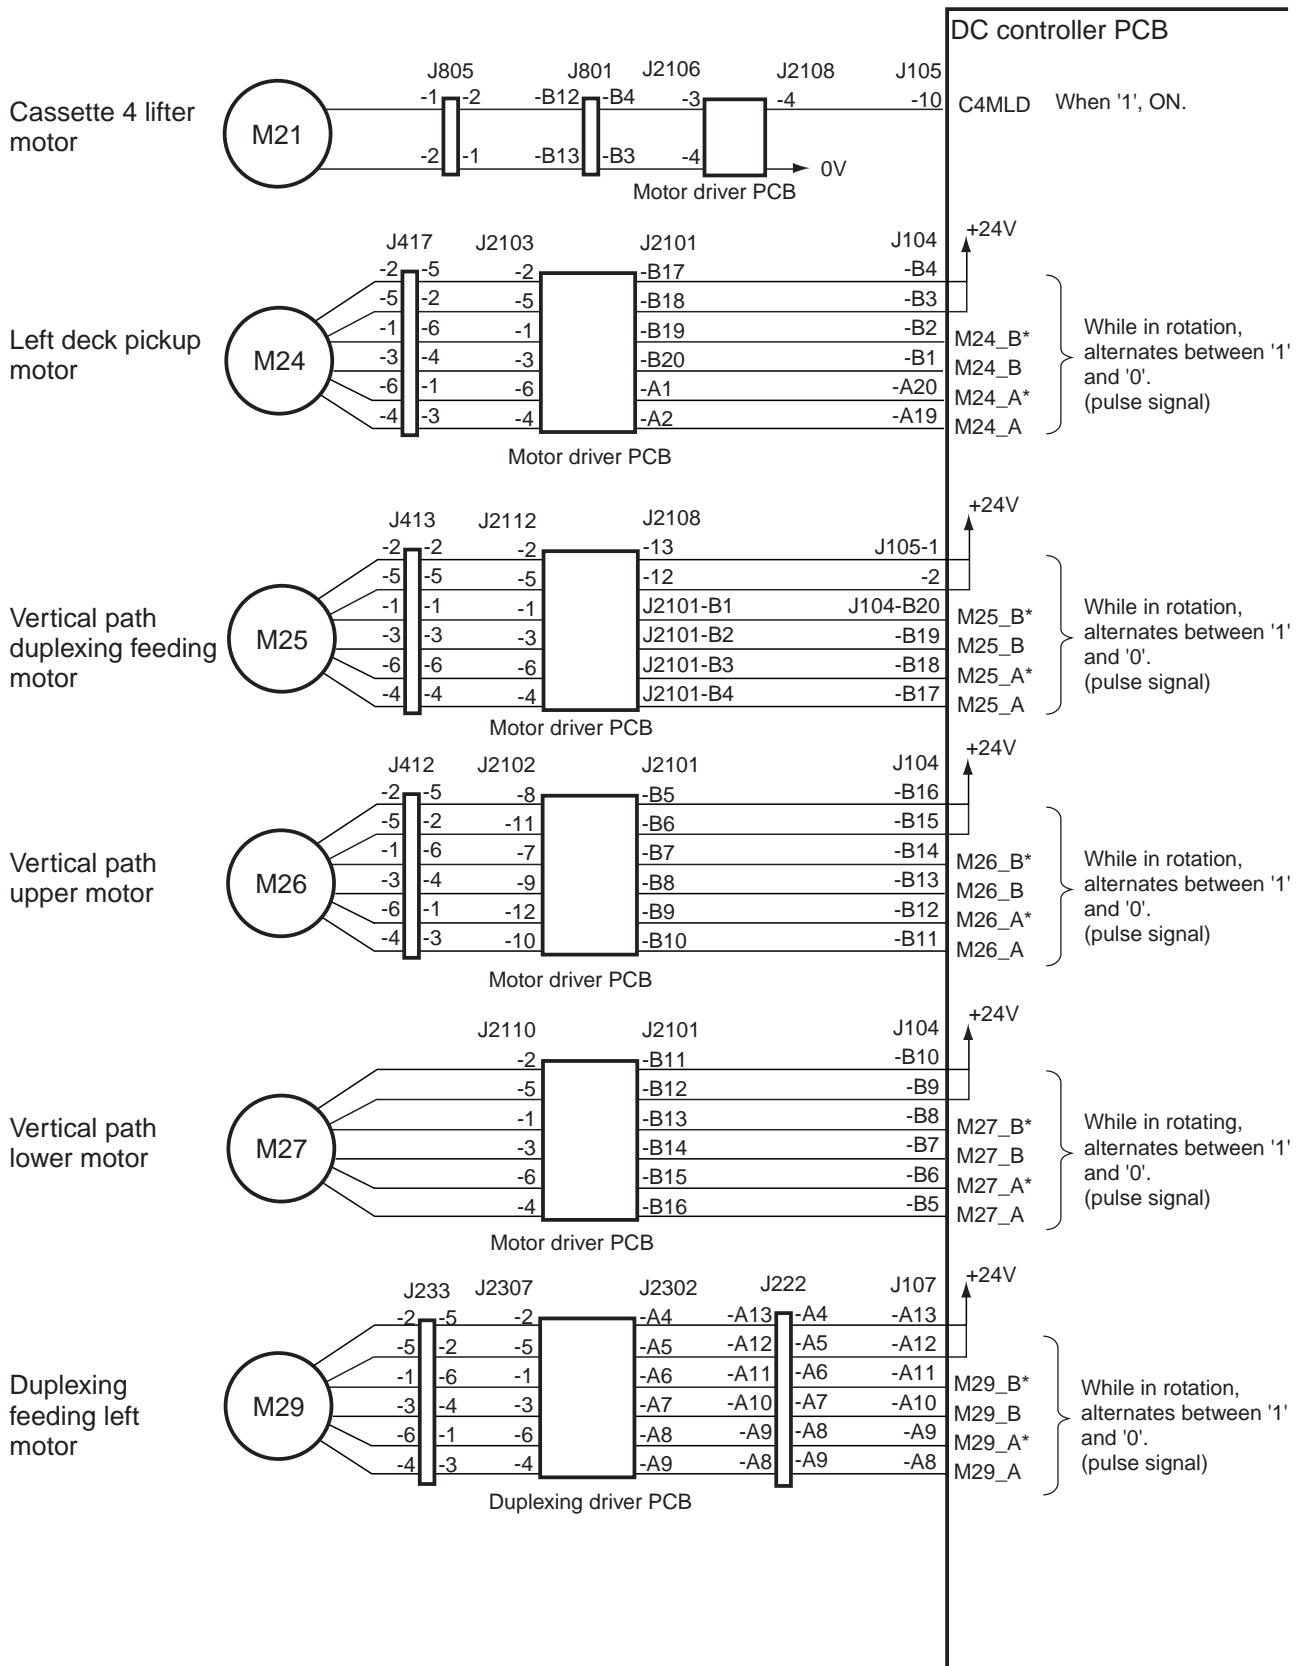 DC controller PCB
J805 J801 J2106 J2108 J105
Cassette 4 lifter
motor
M21
-1 -2 -B12 -B4 -3 -4 -10 C4MLD When '1', ON.
-2 -1 -B13 -B3 -4 0V
Motor driver PCB
+24V
J417 J2103 J2101 J104
Left deck pickup
motor
M24
-2 -5 -2 -B17 -B4
-5 -2 -5 -B18 -B3
-1 -6 -1 -B19 -B2 M24_B*
-3 -4 -3 -B20 -B1 M24_B
-6 -1 -6 -A1 -A20 M24_A*
-4 -3 -4 -A2 -A19 M24_A
While in rotation,
alternates between '1'
and '0'.
(pulse signal)
Motor driver PCB
+24V
J413 J2112 J2108
Vertical path
duplexing feeding
motor
M25
-2 -2 -2 -13 J105-1
-5 -5 -5 -12 -2
-1 -1 -1 J2101-B1 J104-B20 M25_B*
-3 -3 -3 J2101-B2 -B19 M25_B
-6 -6 -6 J2101-B3 -B18 M25_A*
-4 -4 -4 J2101-B4 -B17 M25_A
While in rotation,
alternates between '1'
and '0'.
(pulse signal)
Motor driver PCB
+24V
J412 J2102 J2101 J104
Vertical path
upper motor
M26
-2 -5 -8 -B5 -B16
-5 -2 -11 -B6 -B15
-1 -6 -7 -B7 -B14 M26_B*
-3 -4 -9 -B8 -B13 M26_B
-6 -1 -12 -B9 -B12 M26_A*
-4 -3 -10 -B10 -B11 M26_A
While in rotation,
alternates between '1'
and '0'.
(pulse signal)
Motor driver PCB
+24V
J2110 J2101 J104
Vertical path
lower motor
M27
-2 -B11 -B10
-5 -B12 -B9
-1 -B13 -B8 M27_B*
-3 -B14 -B7 M27_B
-6 -B15 -B6 M27_A*
-4 -B16 -B5 M27_A
While in rotating,
alternates between '1'
and '0'.
(pulse signal)
Motor driver PCB
+24V
J233 J2307 J2302 J222 J107
Duplexing
feeding left
motor
M29
-2 -5 -2 -A4 -A13 -A4 -A13
-5 -2 -5 -A5 -A12 -A5 -A12
-1 -6 -1 -A6 -A11 -A6 -A11 M29_B*
-3 -4 -3 -A7 -A10 -A7 -A10 M29_B
-6 -1 -6 -A8 -A9 -A8 -A9 M29_A*
-4 -3 -4 -A9 -A8 -A9 -A8 M29_A
While in rotation,
alternates between '1'
and '0'.
(pulse signal)
Duplexing driver PCB